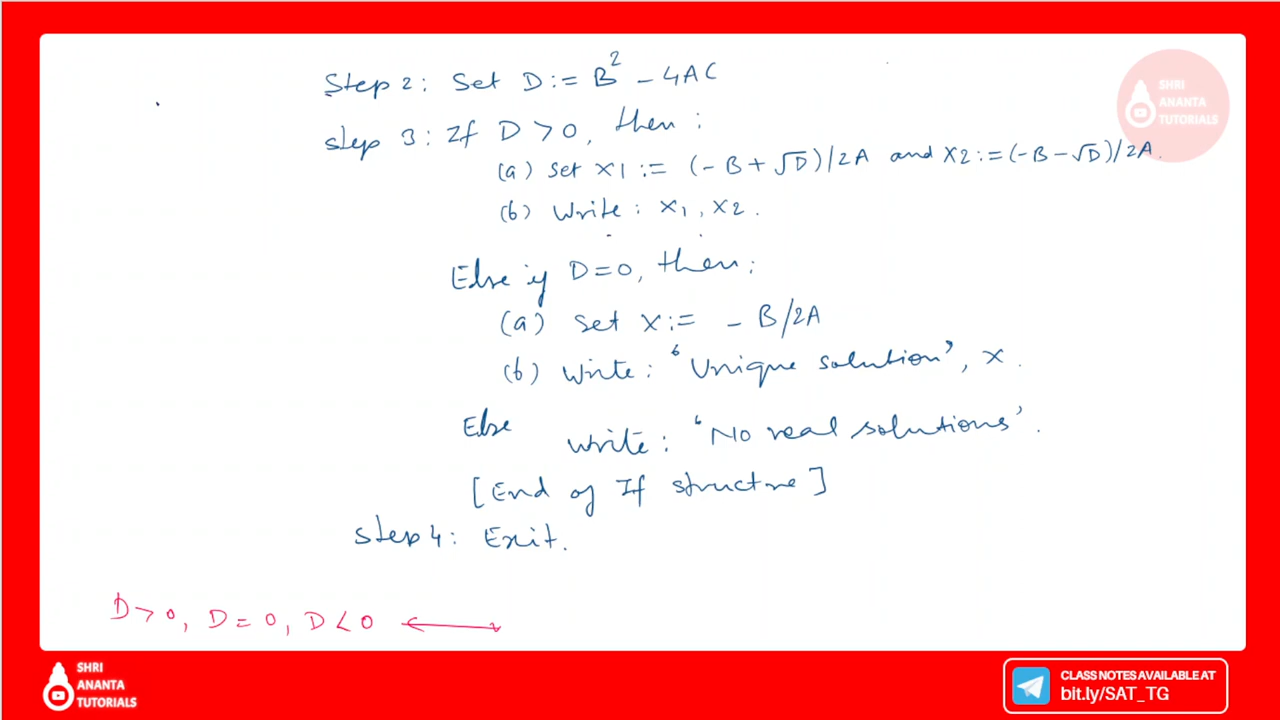 SHRI
ANANTA
TUTORIALS
Step 2: Set D := B² - 4AC
Step 3: If D > 0, then:
(a) Set X1 := (-B + √D)/2A and X2 := (-B - √D)/2A.
(b) Write: X1, X2.
Else if D = 0, then:
(a) Set X := - B/2A
(b) Write: 'Unique solution', X.
Else
Write: 'No real solutions'.
[End of If structure]
Step 4: Exit.
D > 0, D = 0, D < 0
SHRI
ANANTA
TUTORIALS
CLASS NOTES AVAILABLE AT
bit.ly/SAT_TG